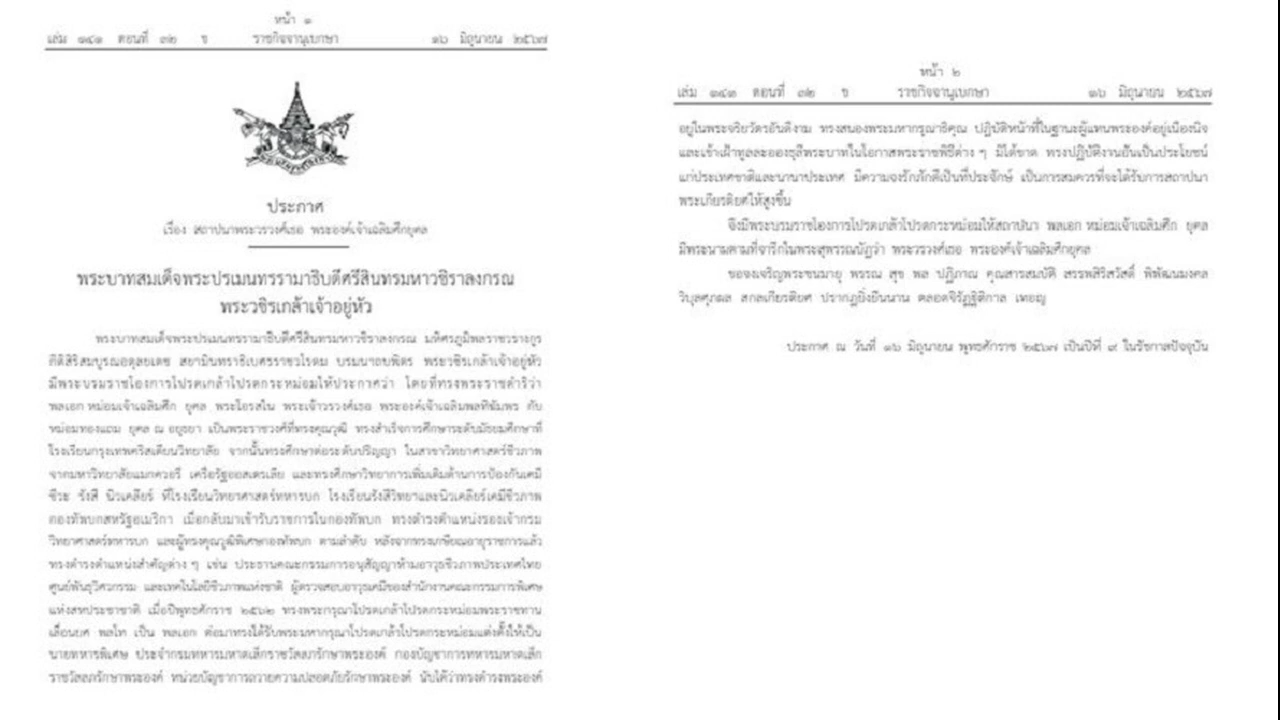 หน้า ๑
เล่ม ๑๔๑ ตอนที่ ๓๒ ข ราชกิจจานุเบกษา ๑๖ มิถุนายน ๒๕๖๗
ประกาศ
เรื่อง สถาปนาพระวรวงศ์เธอ พระองค์เจ้าเฉลิมศึกยุคล
พระบาทสมเด็จพระปรเมนทรรามาธิบดีศรีสินทรมหาวชิราลงกรณ
พระวชิรเกล้าเจ้าอยู่หัว
พระบาทสมเด็จพระปรเมนทรรามาธิบดีศรีสินทรมหาวชิราลงกรณ มหิศรภูมิพลราชวรางกูร
กิติสิริสมบูรณอดุลยเดช สยามินทราธิเบศรราชวโรดม บรมนาถบพิตร พระวชิรเกล้าเจ้าอยู่หัว
มีพระบรมราชโองการโปรดเกล้าโปรดกระหม่อมให้ประกาศว่า โดยที่ทรงพระราชดำริว่า
พลเอก หม่อมเจ้าเฉลิมศึก ยุคล พระโอรสใน พระเจ้าวรวงศ์เธอ พระองค์เจ้าเฉลิมพลทิฆัมพร กับ
หม่อมทองแถม ยุคล ณ อยุธยา เป็นพระราชวงศ์ที่ทรงคุณวุฒิ ทรงสำเร็จการศึกษาระดับมัธยมศึกษาที่
โรงเรียนกรุงเทพคริสเตียนวิทยาลัย จากนั้นทรงศึกษาต่อระดับปริญญา ในสาขาวิทยาศาสตร์ชีวภาพ
จากมหาวิทยาลัยแมกควอรี เครือรัฐออสเตรเลีย และทรงศึกษาวิทยาการเพิ่มเติมด้านการป้องกันเคมี
ชีวะ รังสี นิวเคลียร์ ที่โรงเรียนวิทยาศาสตร์ทหารบก โรงเรียนรังสีวิทยาและนิวเคลียร์เคมีชีวภาพ
กองทัพบกสหรัฐอเมริกา เมื่อกลับมาเข้ารับราชการในกองทัพบก ทรงดำรงตำแหน่งรองเจ้ากรม
วิทยาศาสตร์ทหารบก และผู้ทรงคุณวุฒิพิเศษกองทัพบก ตามลำดับ หลังจากทรงเกษียณอายุราชการแล้ว
ทรงดำรงตำแหน่งสำคัญต่าง ๆ เช่น ประธานคณะกรรมการอนุสัญญาห้ามอาวุธชีวภาพประเทศไทย
ศูนย์พันธุวิศวกรรม และเทคโนโลยีชีวภาพแห่งชาติ ผู้ตรวจสอบอาวุธเคมีของสำนักงานคณะกรรมการพิเศษ
แห่งสหประชาชาติ เมื่อปีพุทธศักราช ๒๕๖๒ ทรงพระกรุณาโปรดเกล้าโปรดกระหม่อมพระราชทาน
เลื่อนยศ พลโท เป็น พลเอก ต่อมาทรงได้รับพระมหากรุณาโปรดเกล้าโปรดกระหม่อมแต่งตั้งให้เป็น
นายทหารพิเศษ ประจำกรมทหารมหาดเล็กราชวัลลภรักษาพระองค์ กองบัญชาการทหารมหาดเล็ก
ราชวัลลภรักษาพระองค์ หน่วยบัญชาการถวายความปลอดภัยรักษาพระองค์ นับได้ว่าทรงดำรงพระองค์
หน้า ๒
เล่ม ๑๔๑ ตอนที่ ๓๒ ข ราชกิจจานุเบกษา ๑๖ มิถุนายน ๒๕๖๗
อยู่ในพระจริยวัตรอันดีงาม ทรงสนองพระมหากรุณาธิคุณ ปฏิบัติหน้าที่ในฐานะผู้แทนพระองค์อยู่เนืองนิจ
และเข้าเฝ้าทูลละอองธุลีพระบาทในโอกาสพระราชพิธีต่าง ๆ มิได้ขาด ทรงปฏิบัติงานอันเป็นประโยชน์
แก่ประเทศชาติและนานาประเทศ มีความจงรักภักดีเป็นที่ประจักษ์ เป็นการสมควรที่จะได้รับการสถาปนา
พระเกียรติยศให้สูงขึ้น
จึงมีพระบรมราชโองการโปรดเกล้าโปรดกระหม่อมให้สถาปนา พลเอก หม่อมเจ้าเฉลิมศึก ยุคล
มีพระนามตามที่จารึกในพระสุพรรณบัฏว่า พระวรวงศ์เธอ พระองค์เจ้าเฉลิมศึกยุคล
ขอจงเจริญพระชนมายุ พรรณ สุข พล ปฏิภาณ คุณสารสมบัติ สรรพสิริสวัสดิ์ พิพัฒนมงคล
วิบุลศุภผล สกลเกียรติยศ ปรากฏยิ่งยืนนาน ตลอดจิรัฏฐิติกาล เทอญ
ประกาศ ณ วันที่ ๑๖ มิถุนายน พุทธศักราช ๒๕๖๗ เป็นปีที่ ๙ ในรัชกาลปัจจุบัน